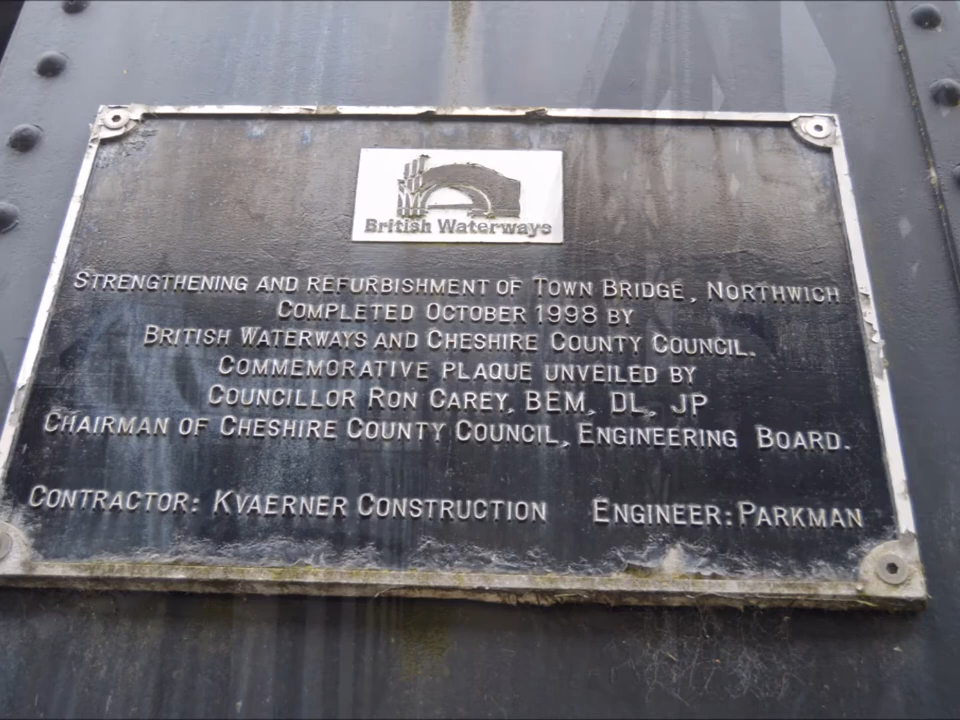 British Waterways
STRENGTHENING AND REFURBISHMENT OF TOWN BRIDGE, NORTHWICH
COMPLETED OCTOBER 1998 BY
BRITISH WATERWAYS AND CHESHIRE COUNTY COUNCIL.
COMMEMORATIVE PLAQUE UNVEILED BY
COUNCILLOR RON CAREY, BEM, DL, JP
CHAIRMAN OF CHESHIRE COUNTY COUNCIL, ENGINEERING BOARD.
CONTRACTOR: KVAERNER CONSTRUCTION ENGINEER: PARKMAN